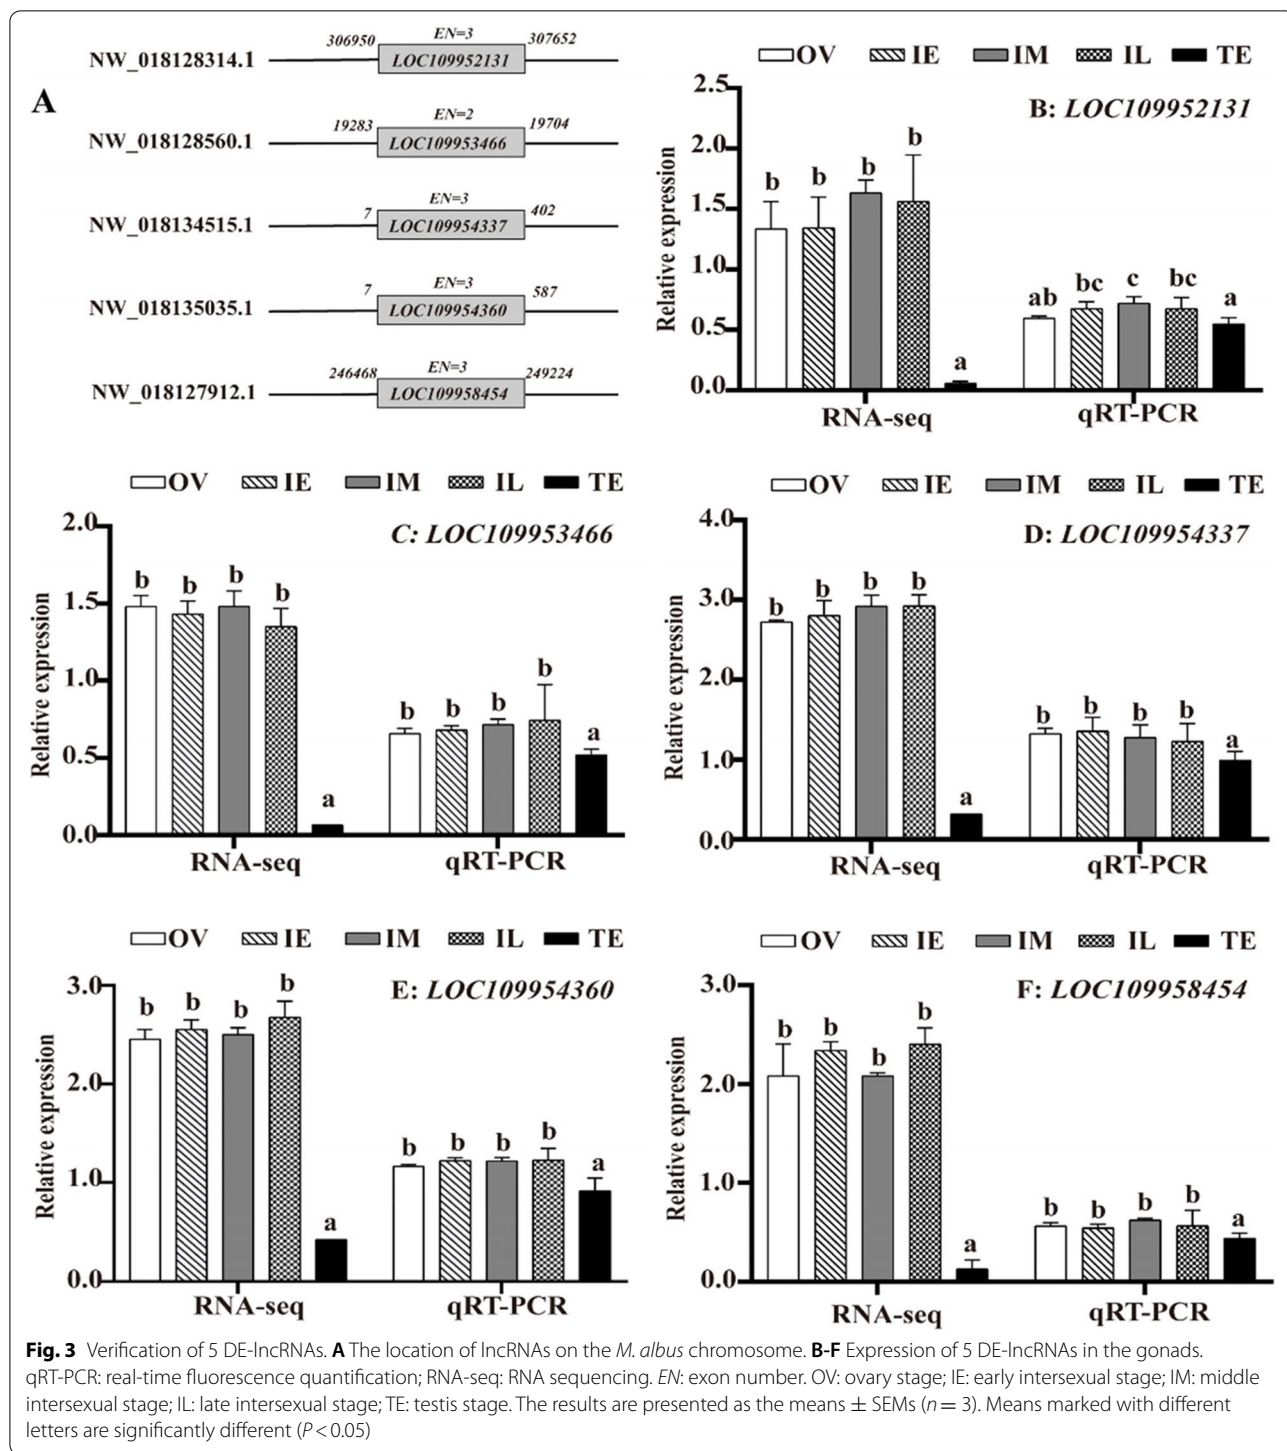 A
NW_018128314.1 306950 EN=3 LOC109952131 307652
NW_018128560.1 19283 EN=2 LOC109953466 19704
NW_018134515.1 7 EN=3 LOC109954337 402
NW_018135035.1 7 EN=3 LOC109954360 587
NW_018127912.1 246468 EN=3 LOC109958454 249224
OV IE IM IL TE
B: LOC109952131
Relative expression
2.5
2.0
1.5
1.0
0.5
0.0
b b b b a
ab bc c bc a
RNA-seq qRT-PCR
OV IE IM IL TE
C: LOC109953466
Relative expression
2.0
1.5
1.0
0.5
0.0
b b b b a
b b b b a
RNA-seq qRT-PCR
OV IE IM IL TE
D: LOC109954337
Relative expression
4.0
3.0
2.0
1.0
0.0
b b b b a
b b b b a
RNA-seq qRT-PCR
OV IE IM IL TE
E: LOC109954360
Relative expression
3.0
2.0
1.0
0.0
b b b b a
b b b b a
RNA-seq qRT-PCR
OV IE IM IL TE
F: LOC109958454
Relative expression
3.0
2.0
1.0
0.0
b b b b a
b b b b a
RNA-seq qRT-PCR
Fig. 3 Verification of 5 DE-lncRNAs. A The location of lncRNAs on the M. albus chromosome. B-F Expression of 5 DE-lncRNAs in the gonads.
qRT-PCR: real-time fluorescence quantification; RNA-seq: RNA sequencing. EN: exon number. OV: ovary stage; IE: early intersexual stage; IM: middle
intersexual stage; IL: late intersexual stage; TE: testis stage. The results are presented as the means ± SEMs (n = 3). Means marked with different
letters are significantly different (P < 0.05)